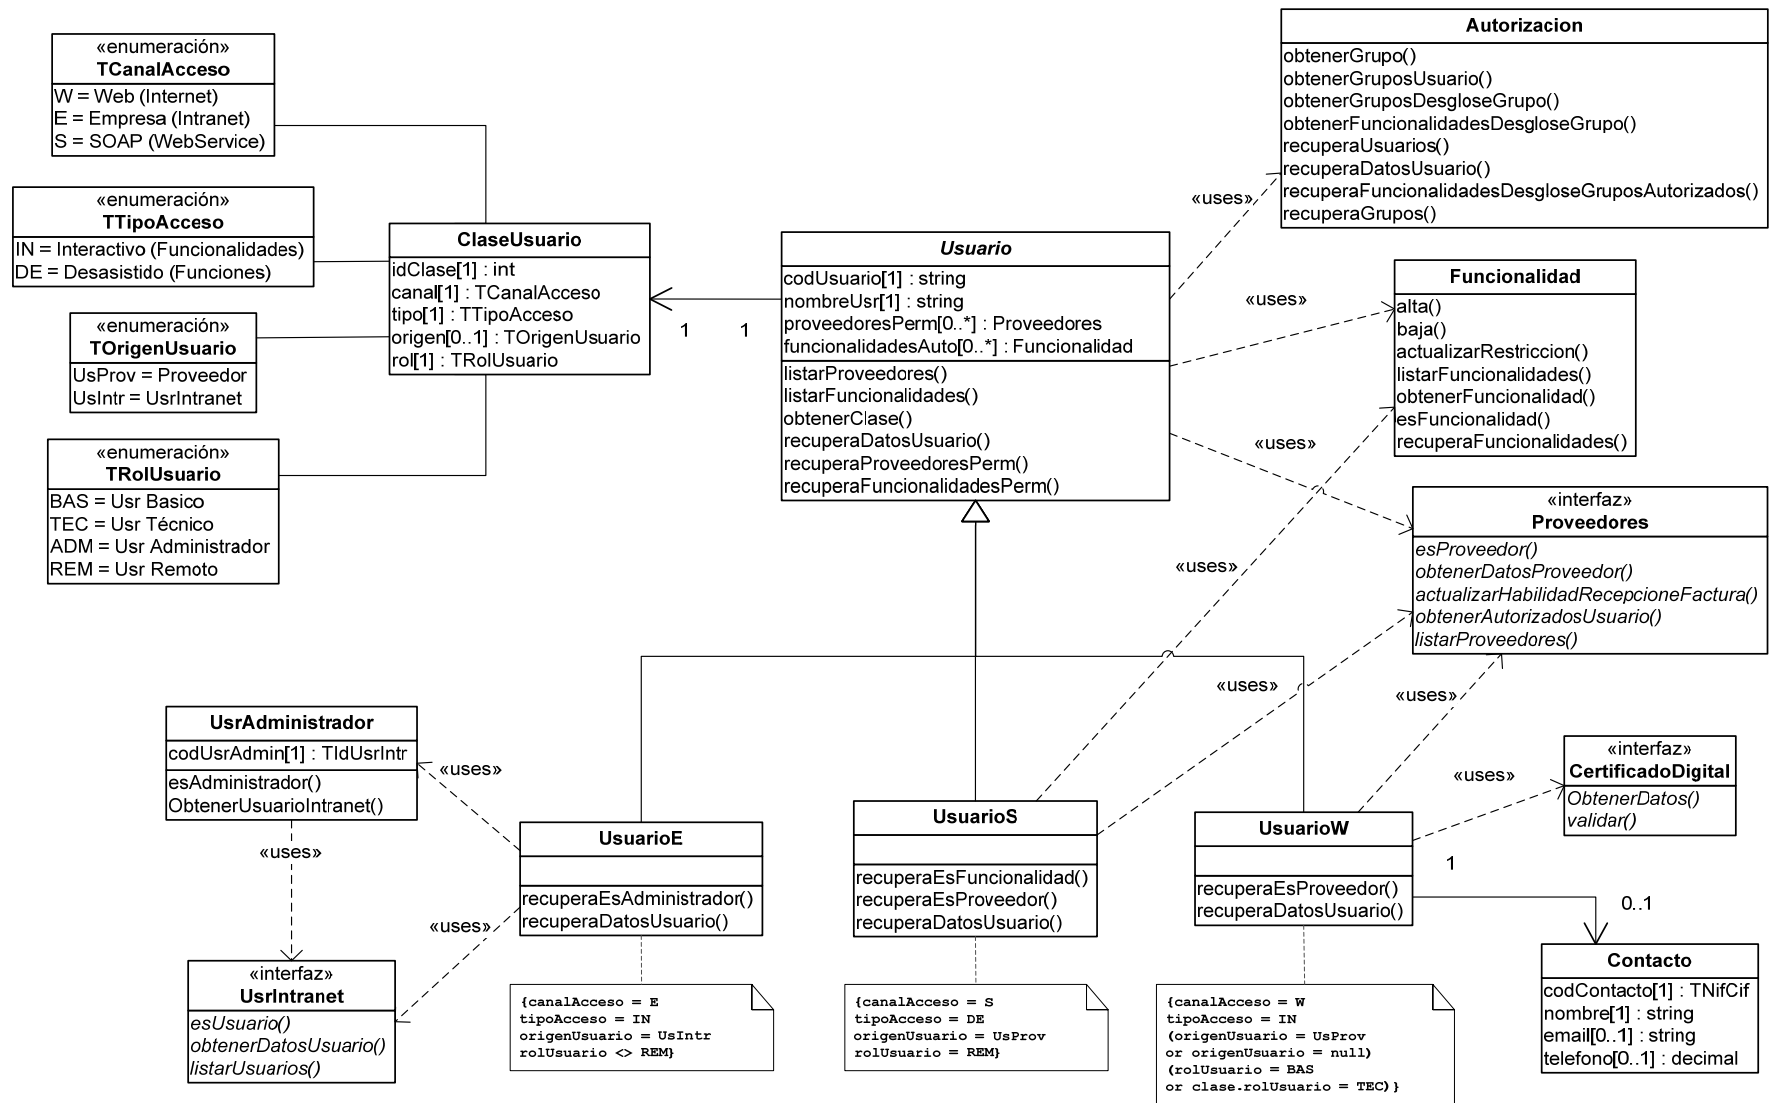 «enumeración»
TCanalAcceso
W = Web (Internet)
E = Empresa (Intranet)
S = SOAP (WebService)
«enumeración»
TTipoAcceso
IN = Interactivo (Funcionalidades)
DE = Desasistido (Funciones)
«enumeración»
TOrigenUsuario
UsProv = Proveedor
UsIntr = UsrIntranet
«enumeración»
TRolUsuario
BAS = Usr Basico
TEC = Usr Técnico
ADM = Usr Administrador
REM = Usr Remoto
ClaseUsuario
idClase[1] : int
canal[1] : TCanalAcceso
tipo[1] : TTipoAcceso
origen[0..1] : TOrigenUsuario
rol[1] : TRolUsuario
1
1
Usuario
codUsuario[1] : string
nombreUsr[1] : string
proveedoresPerm[0..*] : Proveedores
funcionalidadesAuto[0..*] : Funcionalidad
listarProveedores()
listarFuncionalidades()
obtenerClase()
recuperaDatosUsuario()
recuperaProveedoresPerm()
recuperaFuncionalidadesPerm()
«uses»
«uses»
«uses»
«uses»
«uses»
«uses»
Autorizacion
obtenerGrupo()
obtenerGruposUsuario()
obtenerGruposDesgloseGrupo()
obtenerFuncionalidadesDesgloseGrupo()
recuperaUsuarios()
recuperaDatosUsuario()
recuperaFuncionalidadesDesgloseGruposAutorizados()
recuperaGrupos()
Funcionalidad
alta()
baja()
actualizarRestriccion()
listarFuncionalidades()
obtenerFuncionalidad()
esFuncionalidad()
recuperaFuncionalidades()
«interfaz»
Proveedores
esProveedor()
obtenerDatosProveedor()
actualizarHabilidadRecepcioneFactura()
obtenerAutorizadosUsuario()
listarProveedores()
UsrAdministrador
codUsrAdmin[1] : TIdUsrIntr
esAdministrador()
ObtenerUsuarioIntranet()
«uses»
«uses»
«uses»
«interfaz»
UsrIntranet
esUsuario()
obtenerDatosUsuario()
listarUsuarios()
UsuarioE
recuperaEsAdministrador()
recuperaDatosUsuario()
{canalAcceso = E
tipoAcceso = IN
origenUsuario = UsIntr
rolUsuario <> REM}
UsuarioS
recuperaEsFuncionalidad()
recuperaEsProveedor()
recuperaDatosUsuario()
{canalAcceso = S
tipoAcceso = DE
origenUsuario = UsProv
rolUsuario = REM}
UsuarioW
recuperaEsProveedor()
recuperaDatosUsuario()
{canalAcceso = W
tipoAcceso = IN
(origenUsuario = UsProv
or origenUsuario = null)
(rolUsuario = BAS
or clase.rolUsuario = TEC)}
«uses»
«interfaz»
CertificadoDigital
ObtenerDatos()
validar()
1
0..1
Contacto
codContacto[1] : TNifCif
nombre[1] : string
email[0..1] : string
telefono[0..1] : decimal